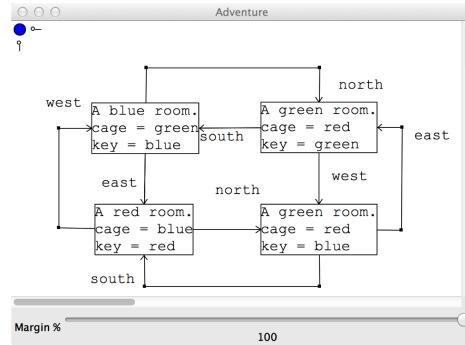 Adventure
north
west
A blue room.
cage = green
key = blue
south
A green room.
cage = red
key = green
east
east
west
north
A red room.
cage = blue
key = red
A green room.
cage = red
key = blue
south
Margin %
100